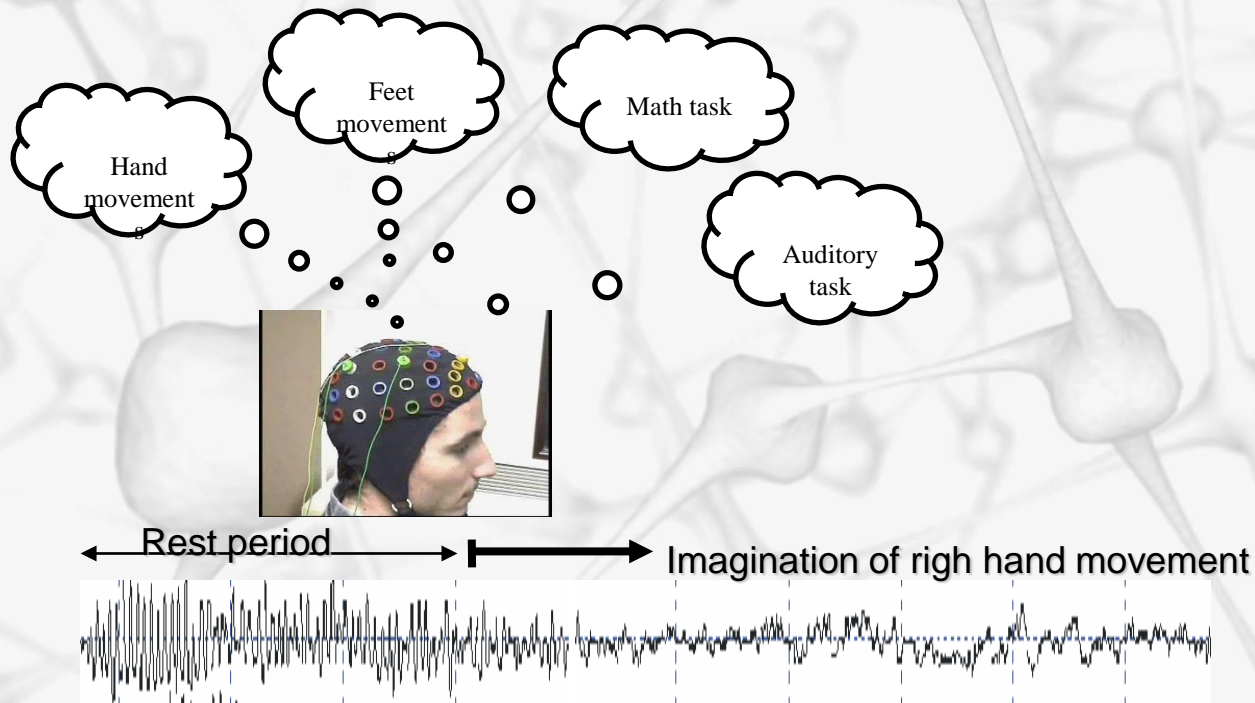 Hand
movement
s
Feet
movement
s
Math task
Auditory
task
Rest period
Imagination of righ hand movement